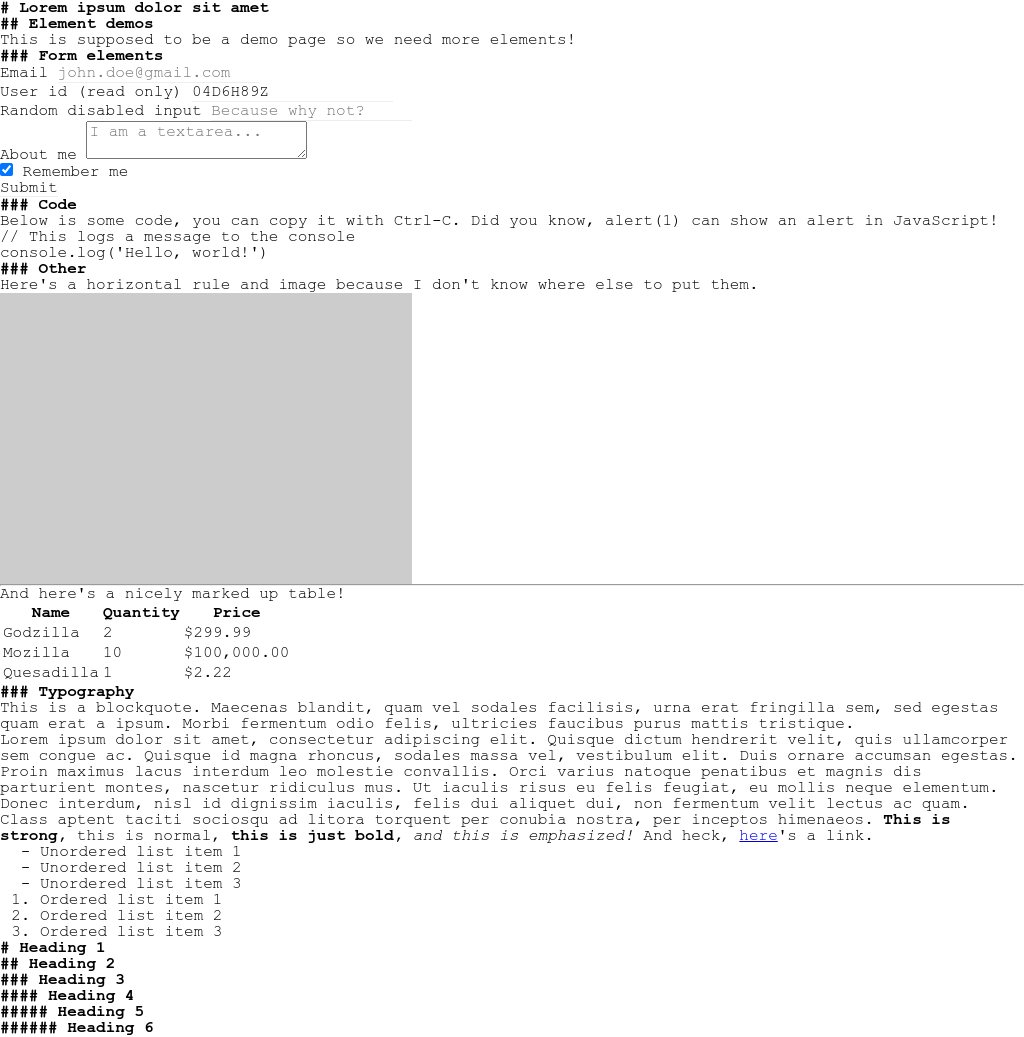 # Lorem ipsum dolor sit amet
## Element demos
This is supposed to be a demo page so we need more elements!
### Form elements
Email john.doe@gmail.com
User id (read only) 04D6H89Z
Random disabled input Because why not?
I am a textarea...
About me
Remember me
Submit
### Code
Below is some code, you can copy it with Ctrl-C. Did you know, alert(1) can show an alert in JavaScript!
// This logs a message to the console
console.log('Hello, world!')
### Other
Here's a horizontal rule and image because I don't know where else to put them.
And here's a nicely marked up table!
Name Quantity Price
Godzilla 2 $299.99
Mozilla 10 $100,000.00
Quesadilla 1 $2.22
### Typography
This is a blockquote. Maecenas blandit, quam vel sodales facilisis, urna erat fringilla sem, sed egestas
quam erat a ipsum. Morbi fermentum odio felis, ultricies faucibus purus mattis tristique.
Lorem ipsum dolor sit amet, consectetur adipiscing elit. Quisque dictum hendrerit velit, quis ullamcorper
sem congue ac. Quisque id magna rhoncus, sodales massa vel, vestibulum elit. Duis ornare accumsan egestas.
Proin maximus lacus interdum leo molestie convallis. Orci varius natoque penatibus et magnis dis
parturient montes, nascetur ridiculus mus. Ut iaculis risus eu felis feugiat, eu mollis neque elementum.
Donec interdum, nisl id dignissim iaculis, felis dui aliquet dui, non fermentum velit lectus ac quam.
Class aptent taciti sociosqu ad litora torquent per conubia nostra, per inceptos himenaeos. This is
strong, this is normal, this is just bold, and this is emphasized! And heck, here's a link.
- Unordered list item 1
- Unordered list item 2
- Unordered list item 3
1. Ordered list item 1
2. Ordered list item 2
3. Ordered list item 3
# Heading 1
## Heading 2
### Heading 3
#### Heading 4
##### Heading 5
###### Heading 6